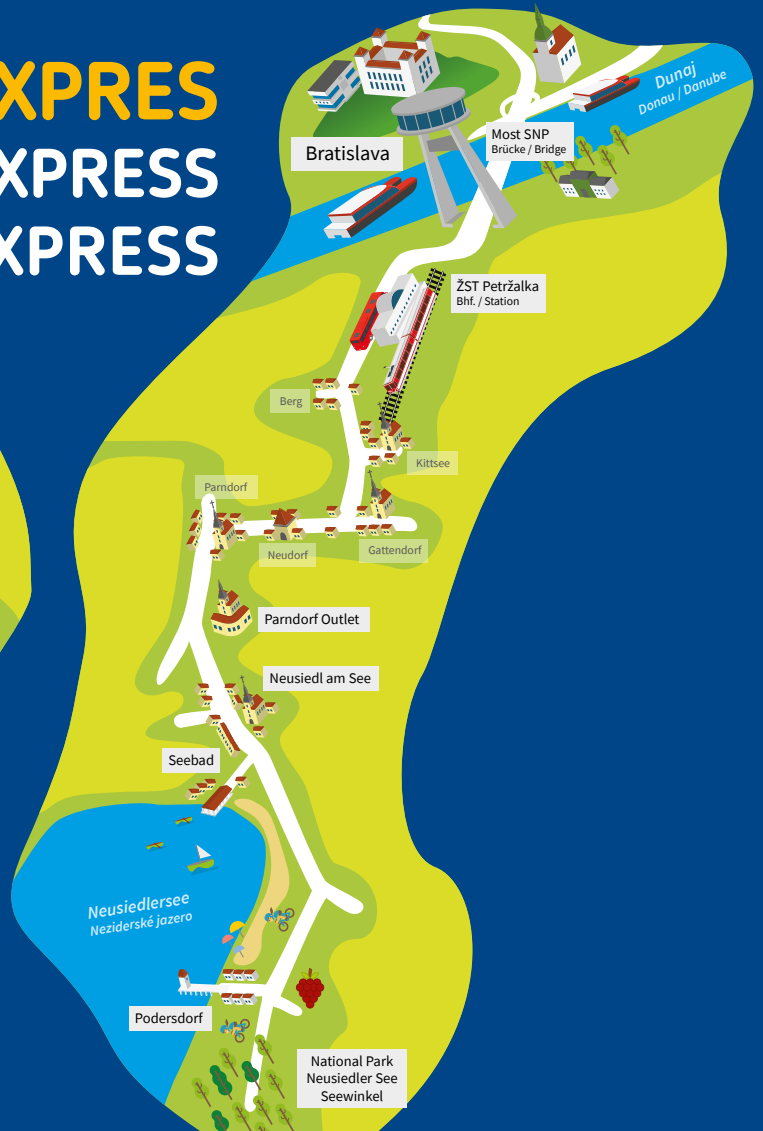 XPRES
XPRESS
XPRESS
Dunaj
Donau / Danube
Most SNP
Brücke / Bridge
Bratislava
ŽST Petržalka
Bhf. / Station
Berg
Kittsee
Parndorf
Neudorf
Gattendorf
Parndorf Outlet
Neusiedl am See
Seebad
Neusiedlersee
Neziderské jazero
Podersdorf
National Park
Neusiedler See
Seewinkel